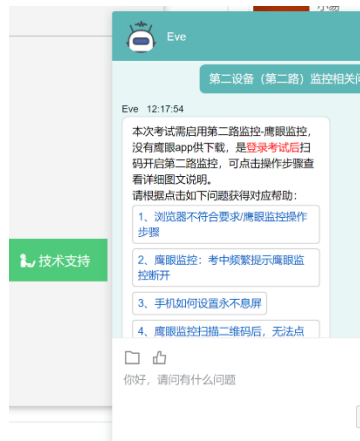 Eve
第二设备（第二路）监控相关问
Eve 12:17:54
本次考试需启用第二路监控-鹰眼监控，
没有鹰眼app供下载，是登录考试后扫
码开启第二路监控，可点击操作步骤查
看详细图文说明。
请根据点击如下问题获得对应帮助：
1、浏览器不符合要求/鹰眼监控操作
步骤
2、鹰眼监控：考中频繁提示鹰眼监
控断开
技术支持
3、手机如何设置永不息屏
4、鹰眼监控扫描二维码后，无法点
你好，请问有什么问题